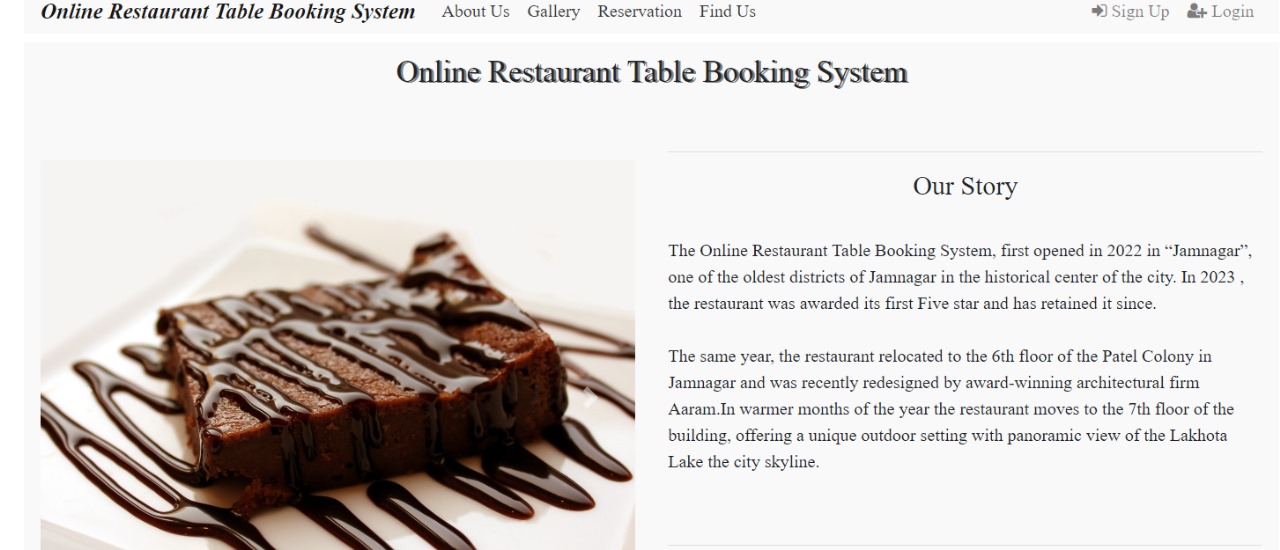 Online Restaurant Table Booking System About Us Gallery Reservation Find Us Sign Up Login
Online Restaurant Table Booking System
Our Story
The Online Restaurant Table Booking System, first opened in 2022 in “Jamnagar”,
one of the oldest districts of Jamnagar in the historical center of the city. In 2023 ,
the restaurant was awarded its first Five star and has retained it since.
The same year, the restaurant relocated to the 6th floor of the Patel Colony in
Jamnagar and was recently redesigned by award-winning architectural firm
Aaram.In warmer months of the year the restaurant moves to the 7th floor of the
building, offering a unique outdoor setting with panoramic view of the Lakhota
Lake the city skyline.